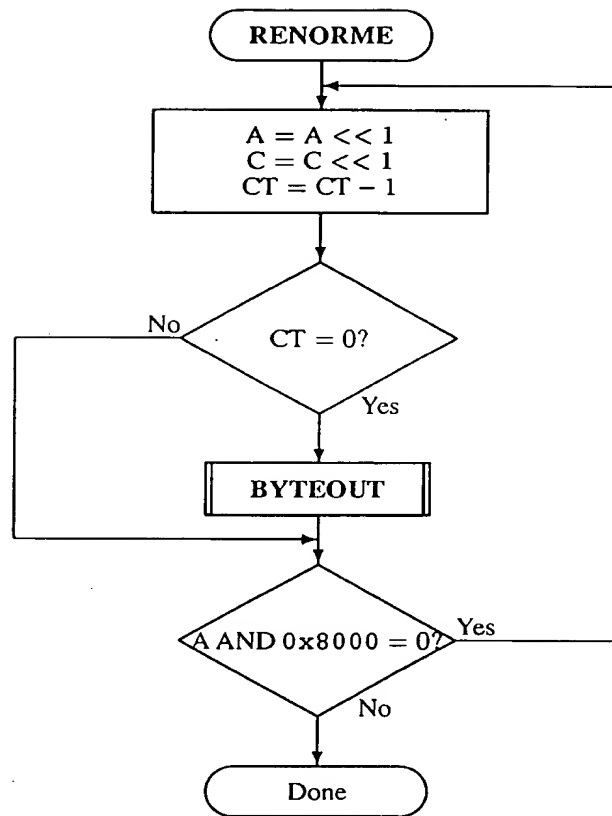 RENORME
A = A << 1
C = C << 1
CT = CT − 1
No
CT = 0?
Yes
BYTEOUT
A AND 0x8000 = 0?
Yes
No
Done